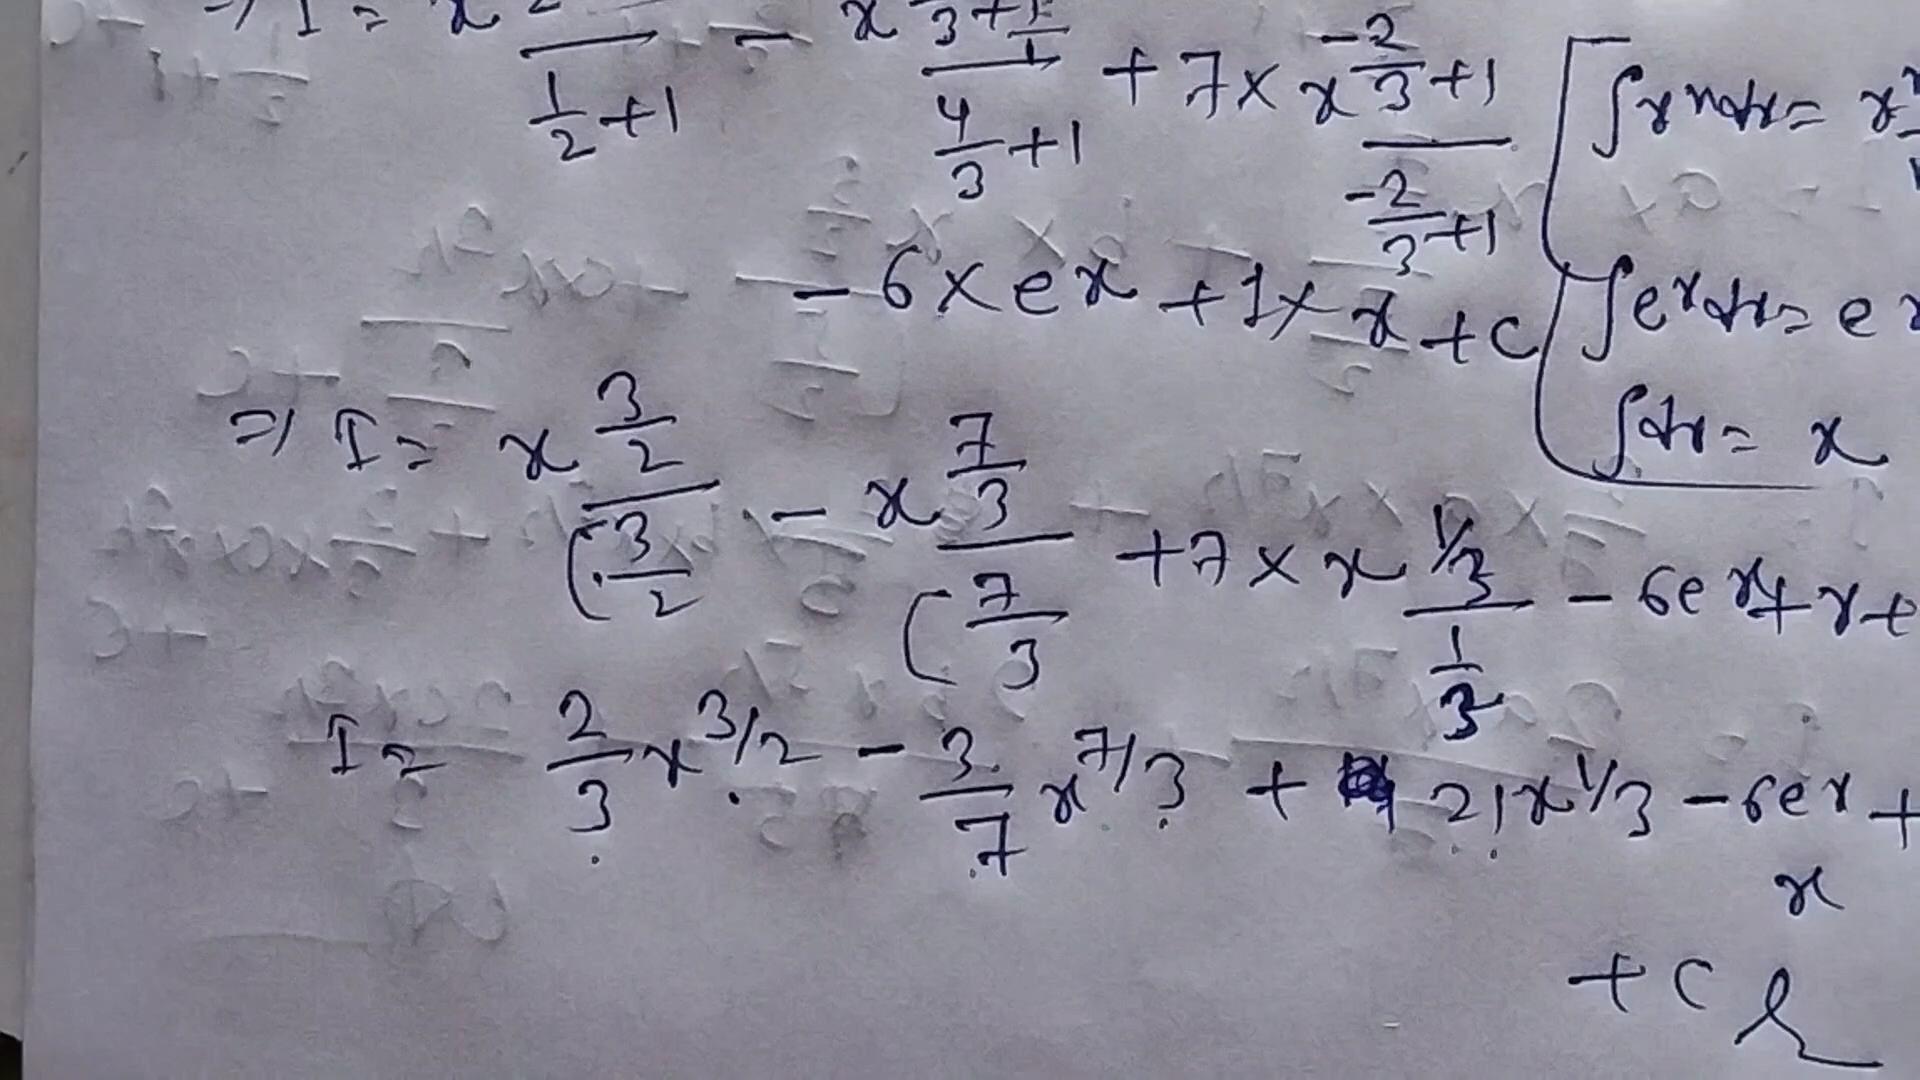 ⇒ I = x / (1/2 + 1) - x^(4/3 + 1/1) / (4/3 + 1) + 7 × x^(-2/3 + 1) / (-2/3 + 1)
∫xⁿdx = x
- 6 × eˣ + 1 × x + c
∫eˣdx = eˣ
∫dx = x
⇒ I = x^(3/2) / (3/2 - x^(7/3) / (7/3 + 7 × x^(1/3) / (1/3) - 6eˣ + x +
I = 2/3 x^(3/2) - 3/7 x^(7/3) + 21x^(1/3) - 6eˣ +
x
+ c